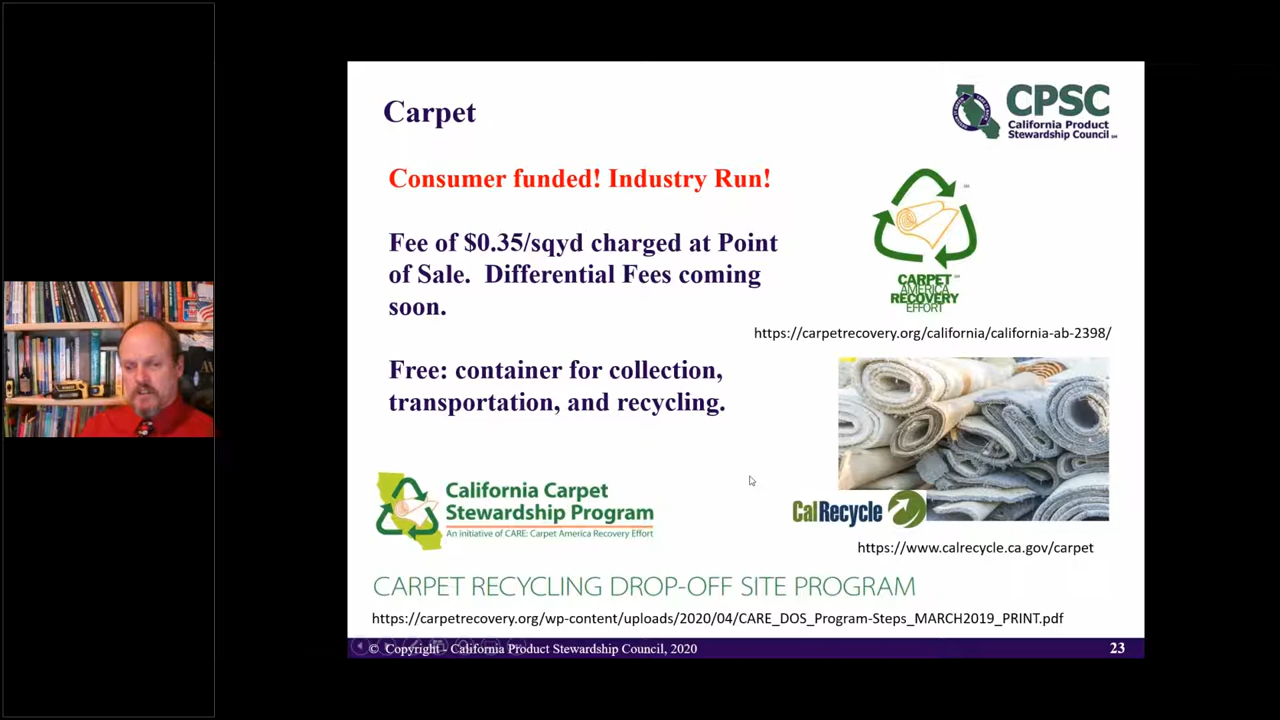 Carpet
CPSC
California Product
Stewardship Council
Consumer funded! Industry Run!
Fee of $0.35/sqyd charged at Point
of Sale.  Differential Fees coming
soon.
CARPET
AMERICA
RECOVERY
EFFORT
https://carpetrecovery.org/california/california-ab-2398/
Free: container for collection,
transportation, and recycling.
California Carpet
Stewardship Program
An Initiative of CARE: Carpet America Recovery Effort
CalRecycle
https://www.calrecycle.ca.gov/carpet
CARPET RECYCLING DROP-OFF SITE PROGRAM
https://carpetrecovery.org/wp-content/uploads/2020/04/CARE_DOS_Program-Steps_MARCH2019_PRINT.pdf
© Copyright - California Product Stewardship Council, 2020
23